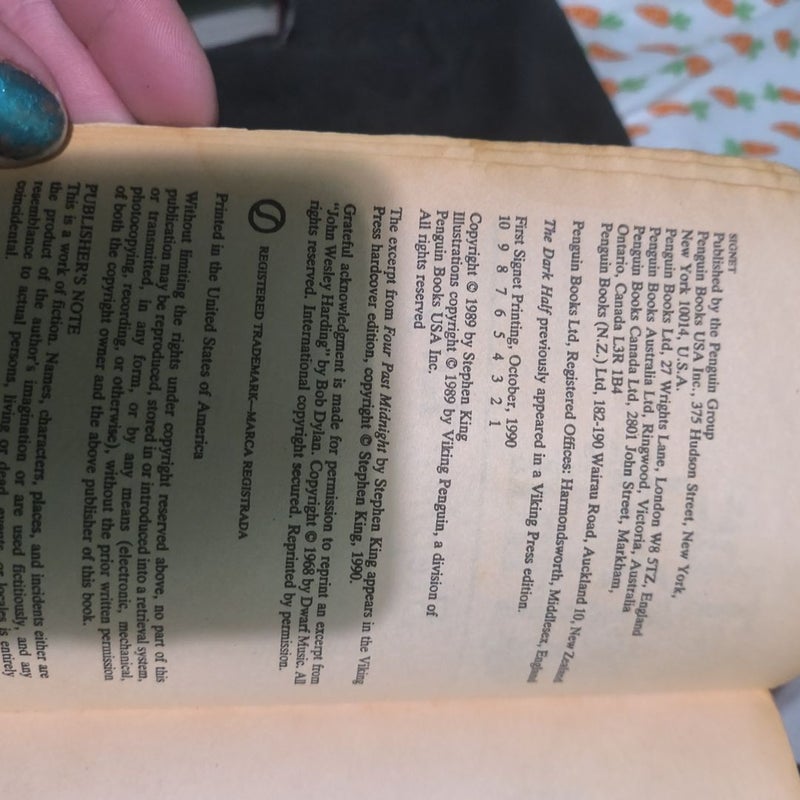 SIGNET
Published by the Penguin Group
Penguin Books USA Inc., 375 Hudson Street, New York,
New York 10014, U.S.A.
Penguin Books Ltd, 27 Wrights Lane, London W8 5TZ, England
Penguin Books Australia Ltd, Ringwood, Victoria, Australia
Penguin Books Canada Ltd, 2801 John Street, Markham,
Ontario, Canada L3R 1B4
Penguin Books (N.Z.) Ltd, 182-190 Wairau Road, Auckland 10, New Zealand
Penguin Books Ltd, Registered Offices: Harmondsworth, Middlesex, England
The Dark Half previously appeared in a Viking Press edition.
First Signet Printing, October, 1990
10 9 8 7 6 5 4 3 2 1
Copyright © 1989 by Stephen King
Illustrations copyright © 1989 by Viking Penguin, a division of
Penguin Books USA Inc.
All rights reserved
The excerpt from Four Past Midnight by Stephen King appears in the Viking
Press hardcover edition, copyright © Stephen King, 1990.
Grateful acknowledgment is made for permission to reprint an excerpt from
"John Wesley Harding" by Bob Dylan. Copyright © 1968 by Dwarf Music. All
rights reserved. International copyright secured. Reprinted by permission.
REGISTERED TRADEMARK—MARCA REGISTRADA
Printed in the United States of America
Without limiting the rights under copyright reserved above, no part of this
publication may be reproduced, stored in or introduced into a retrieval system,
or transmitted, in any form, or by any means (electronic, mechanical,
photocopying, recording, or otherwise), without the prior written permission
of both the copyright owner and the above publisher of this book.
PUBLISHER'S NOTE
This is a work of fiction. Names, characters, places, and incidents either are
the product of the author's imagination or are used fictitiously, and any
resemblance to actual persons, living or dead, events, or locales is entirely
coincidental.